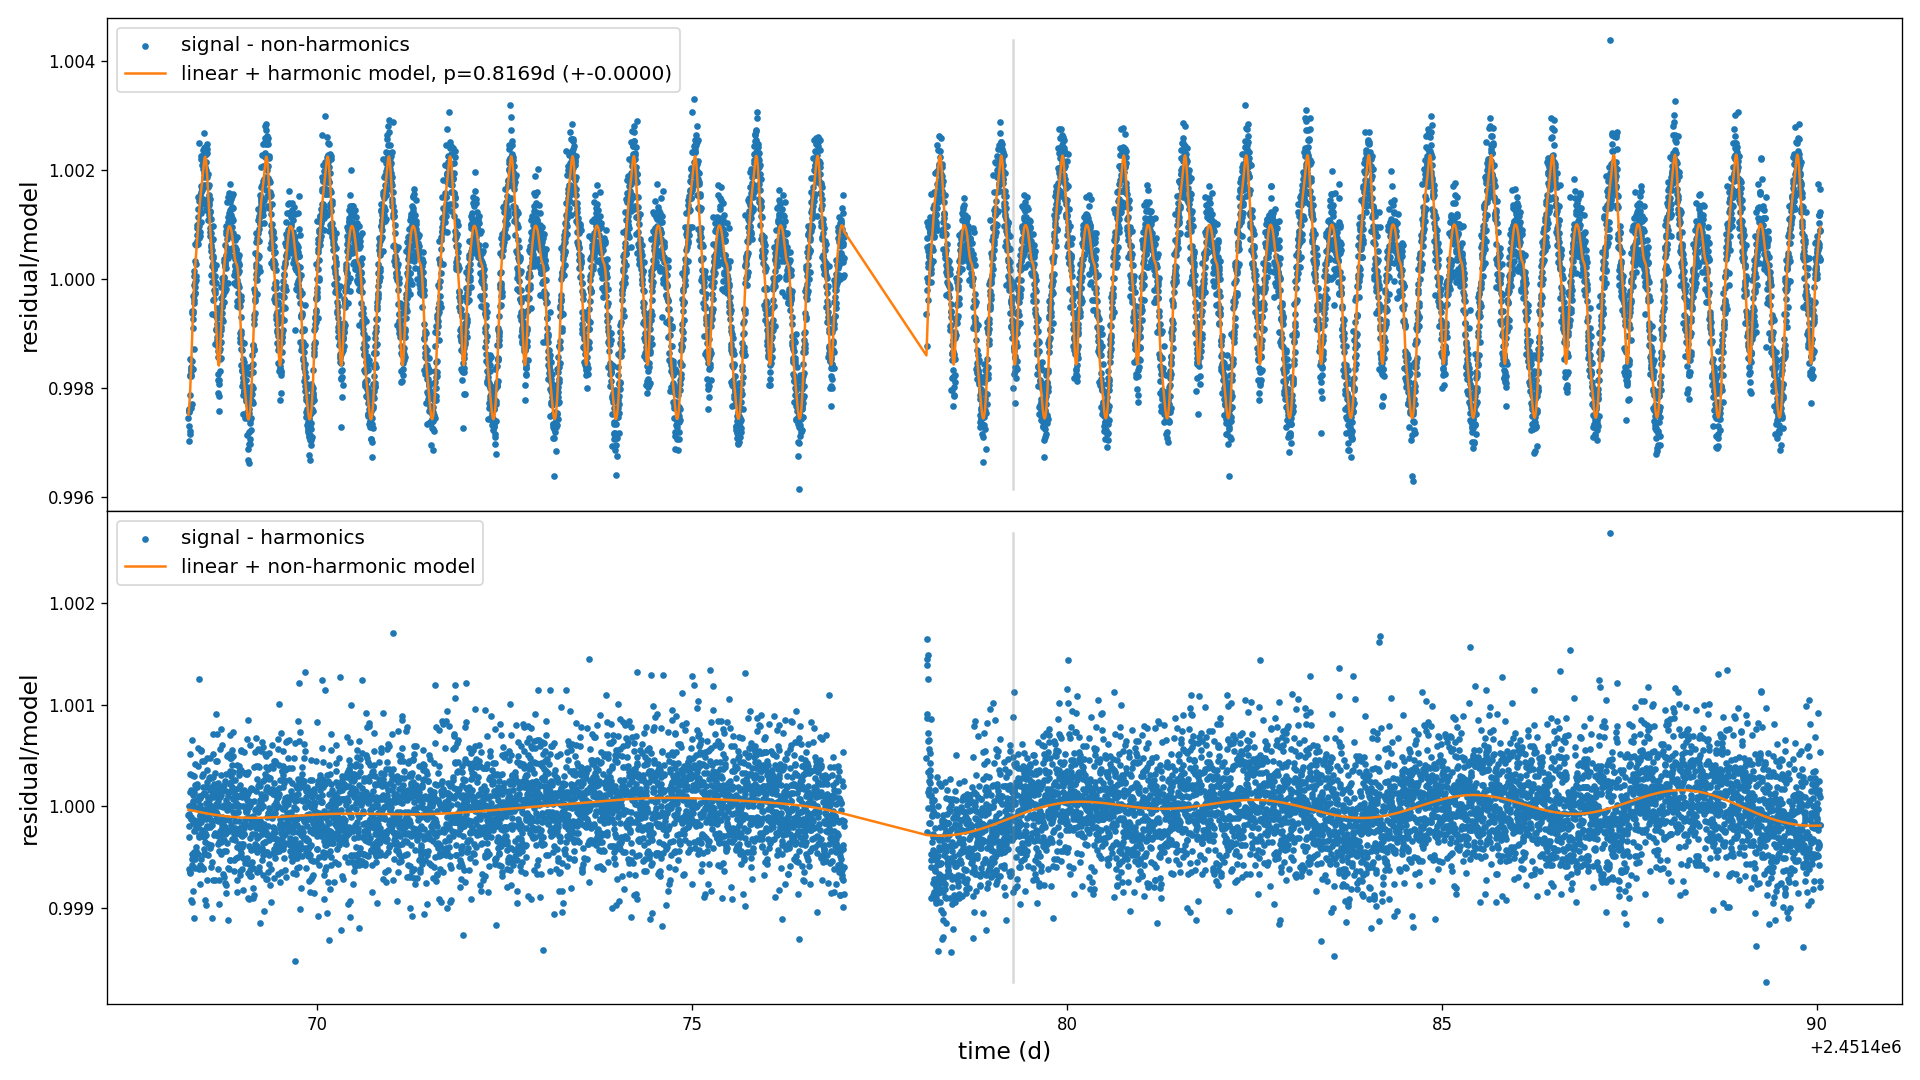 signal - non-harmonics
linear + harmonic model, p=0.8169d (+-0.0000)
1.004
1.002
1.000
0.998
0.996
residual/model
signal - harmonics
linear + non-harmonic model
1.002
1.001
1.000
0.999
residual/model
70
75
80
85
90
time (d)
+2.4514e6